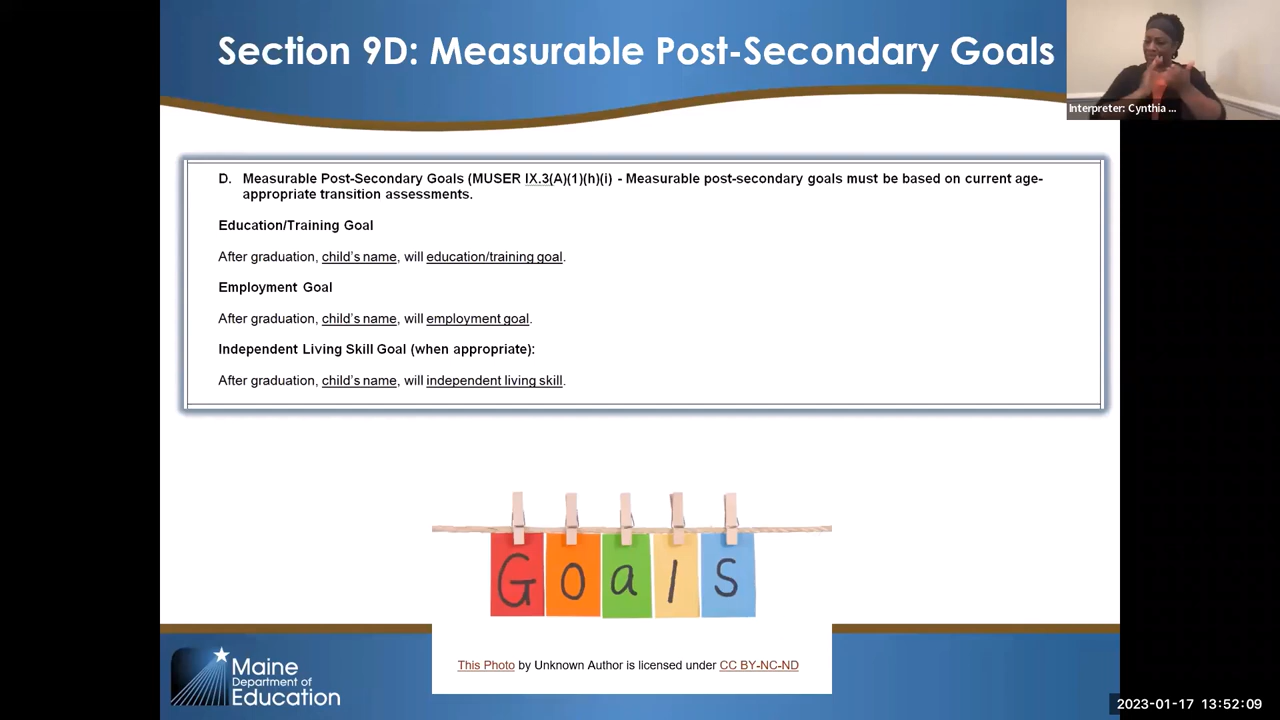 Section 9D: Measurable Post-Secondary Goals
Interpreter: Cynthia ...
D. Measurable Post-Secondary Goals (MUSER IX.3(A)(1)(h)(i) - Measurable post-secondary goals must be based on current age-
appropriate transition assessments.
Education/Training Goal
After graduation, child's name, will education/training goal.
Employment Goal
After graduation, child's name, will employment goal.
Independent Living Skill Goal (when appropriate):
After graduation, child's name, will independent living skill.
Goals
This Photo by Unknown Author is licensed under CC BY-NC-ND
Maine
Department of
Education
2023-01-17 13:52:09